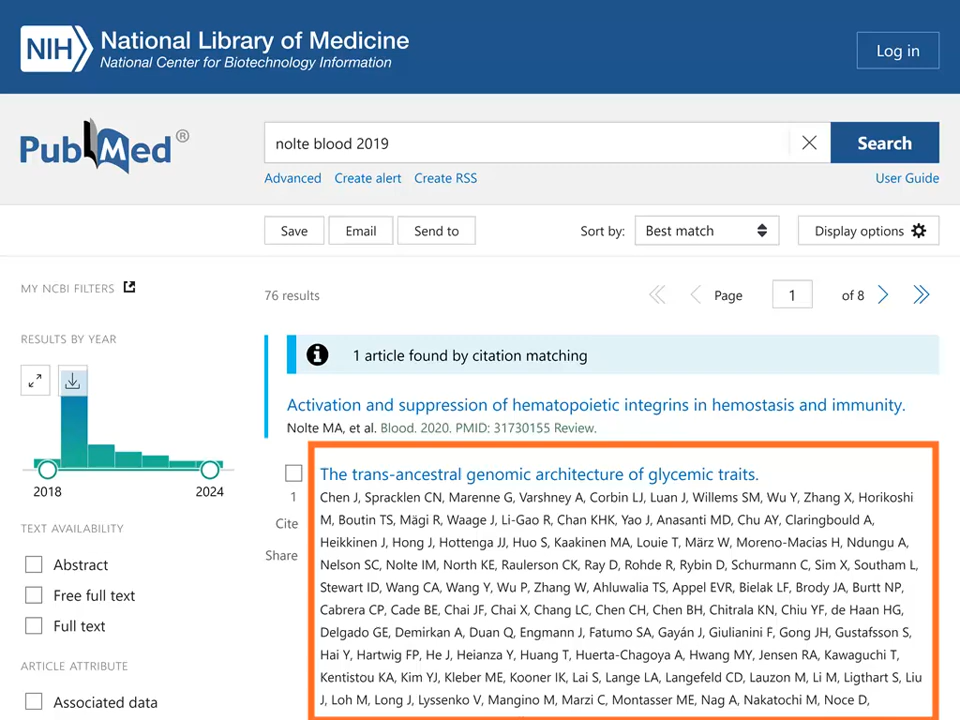 NIH National Library of Medicine
National Center for Biotechnology Information
Log in
PubMed®
nolte blood 2019
Search
Advanced Create alert Create RSS
User Guide
Save Email Send to
Sort by: Best match
Display options
MY NCBI FILTERS
76 results
Page 1 of 8
RESULTS BY YEAR
1 article found by citation matching
Activation and suppression of hematopoietic integrins in hemostasis and immunity.
Nolte MA, et al. Blood. 2020. PMID: 31730155 Review.
2018 2024
The trans-ancestral genomic architecture of glycemic traits.
1
Cite
Share
Chen J, Spracklen CN, Marenne G, Varshney A, Corbin LJ, Luan J, Willems SM, Wu Y, Zhang X, Horikoshi
M, Boutin TS, Mägi R, Waage J, Li-Gao R, Chan KHK, Yao J, Anasanti MD, Chu AY, Claringbould A,
Heikkinen J, Hong J, Hottenga JJ, Huo S, Kaakinen MA, Louie T, März W, Moreno-Macias H, Ndungu A,
Nelson SC, Nolte IM, North KE, Raulerson CK, Ray D, Rohde R, Rybin D, Schurmann C, Sim X, Southam L,
Stewart ID, Wang CA, Wang Y, Wu P, Zhang W, Ahluwalia TS, Appel EVR, Bielak LF, Brody JA, Burtt NP,
Cabrera CP, Cade BE, Chai JF, Chai X, Chang LC, Chen CH, Chen BH, Chitrala KN, Chiu YF, de Haan HG,
Delgado GE, Demirkan A, Duan Q, Engmann J, Fatumo SA, Gayán J, Giulianini F, Gong JH, Gustafsson S,
Hai Y, Hartwig FP, He J, Heianza Y, Huang T, Huerta-Chagoya A, Hwang MY, Jensen RA, Kawaguchi T,
Kentistou KA, Kim YJ, Kleber ME, Kooner IK, Lai S, Lange LA, Langefeld CD, Lauzon M, Li M, Ligthart S, Liu
J, Loh M, Long J, Lyssenko V, Mangino M, Marzi C, Montasser ME, Nag A, Nakatochi M, Noce D,
TEXT AVAILABILITY
Abstract
Free full text
Full text
ARTICLE ATTRIBUTE
Associated data